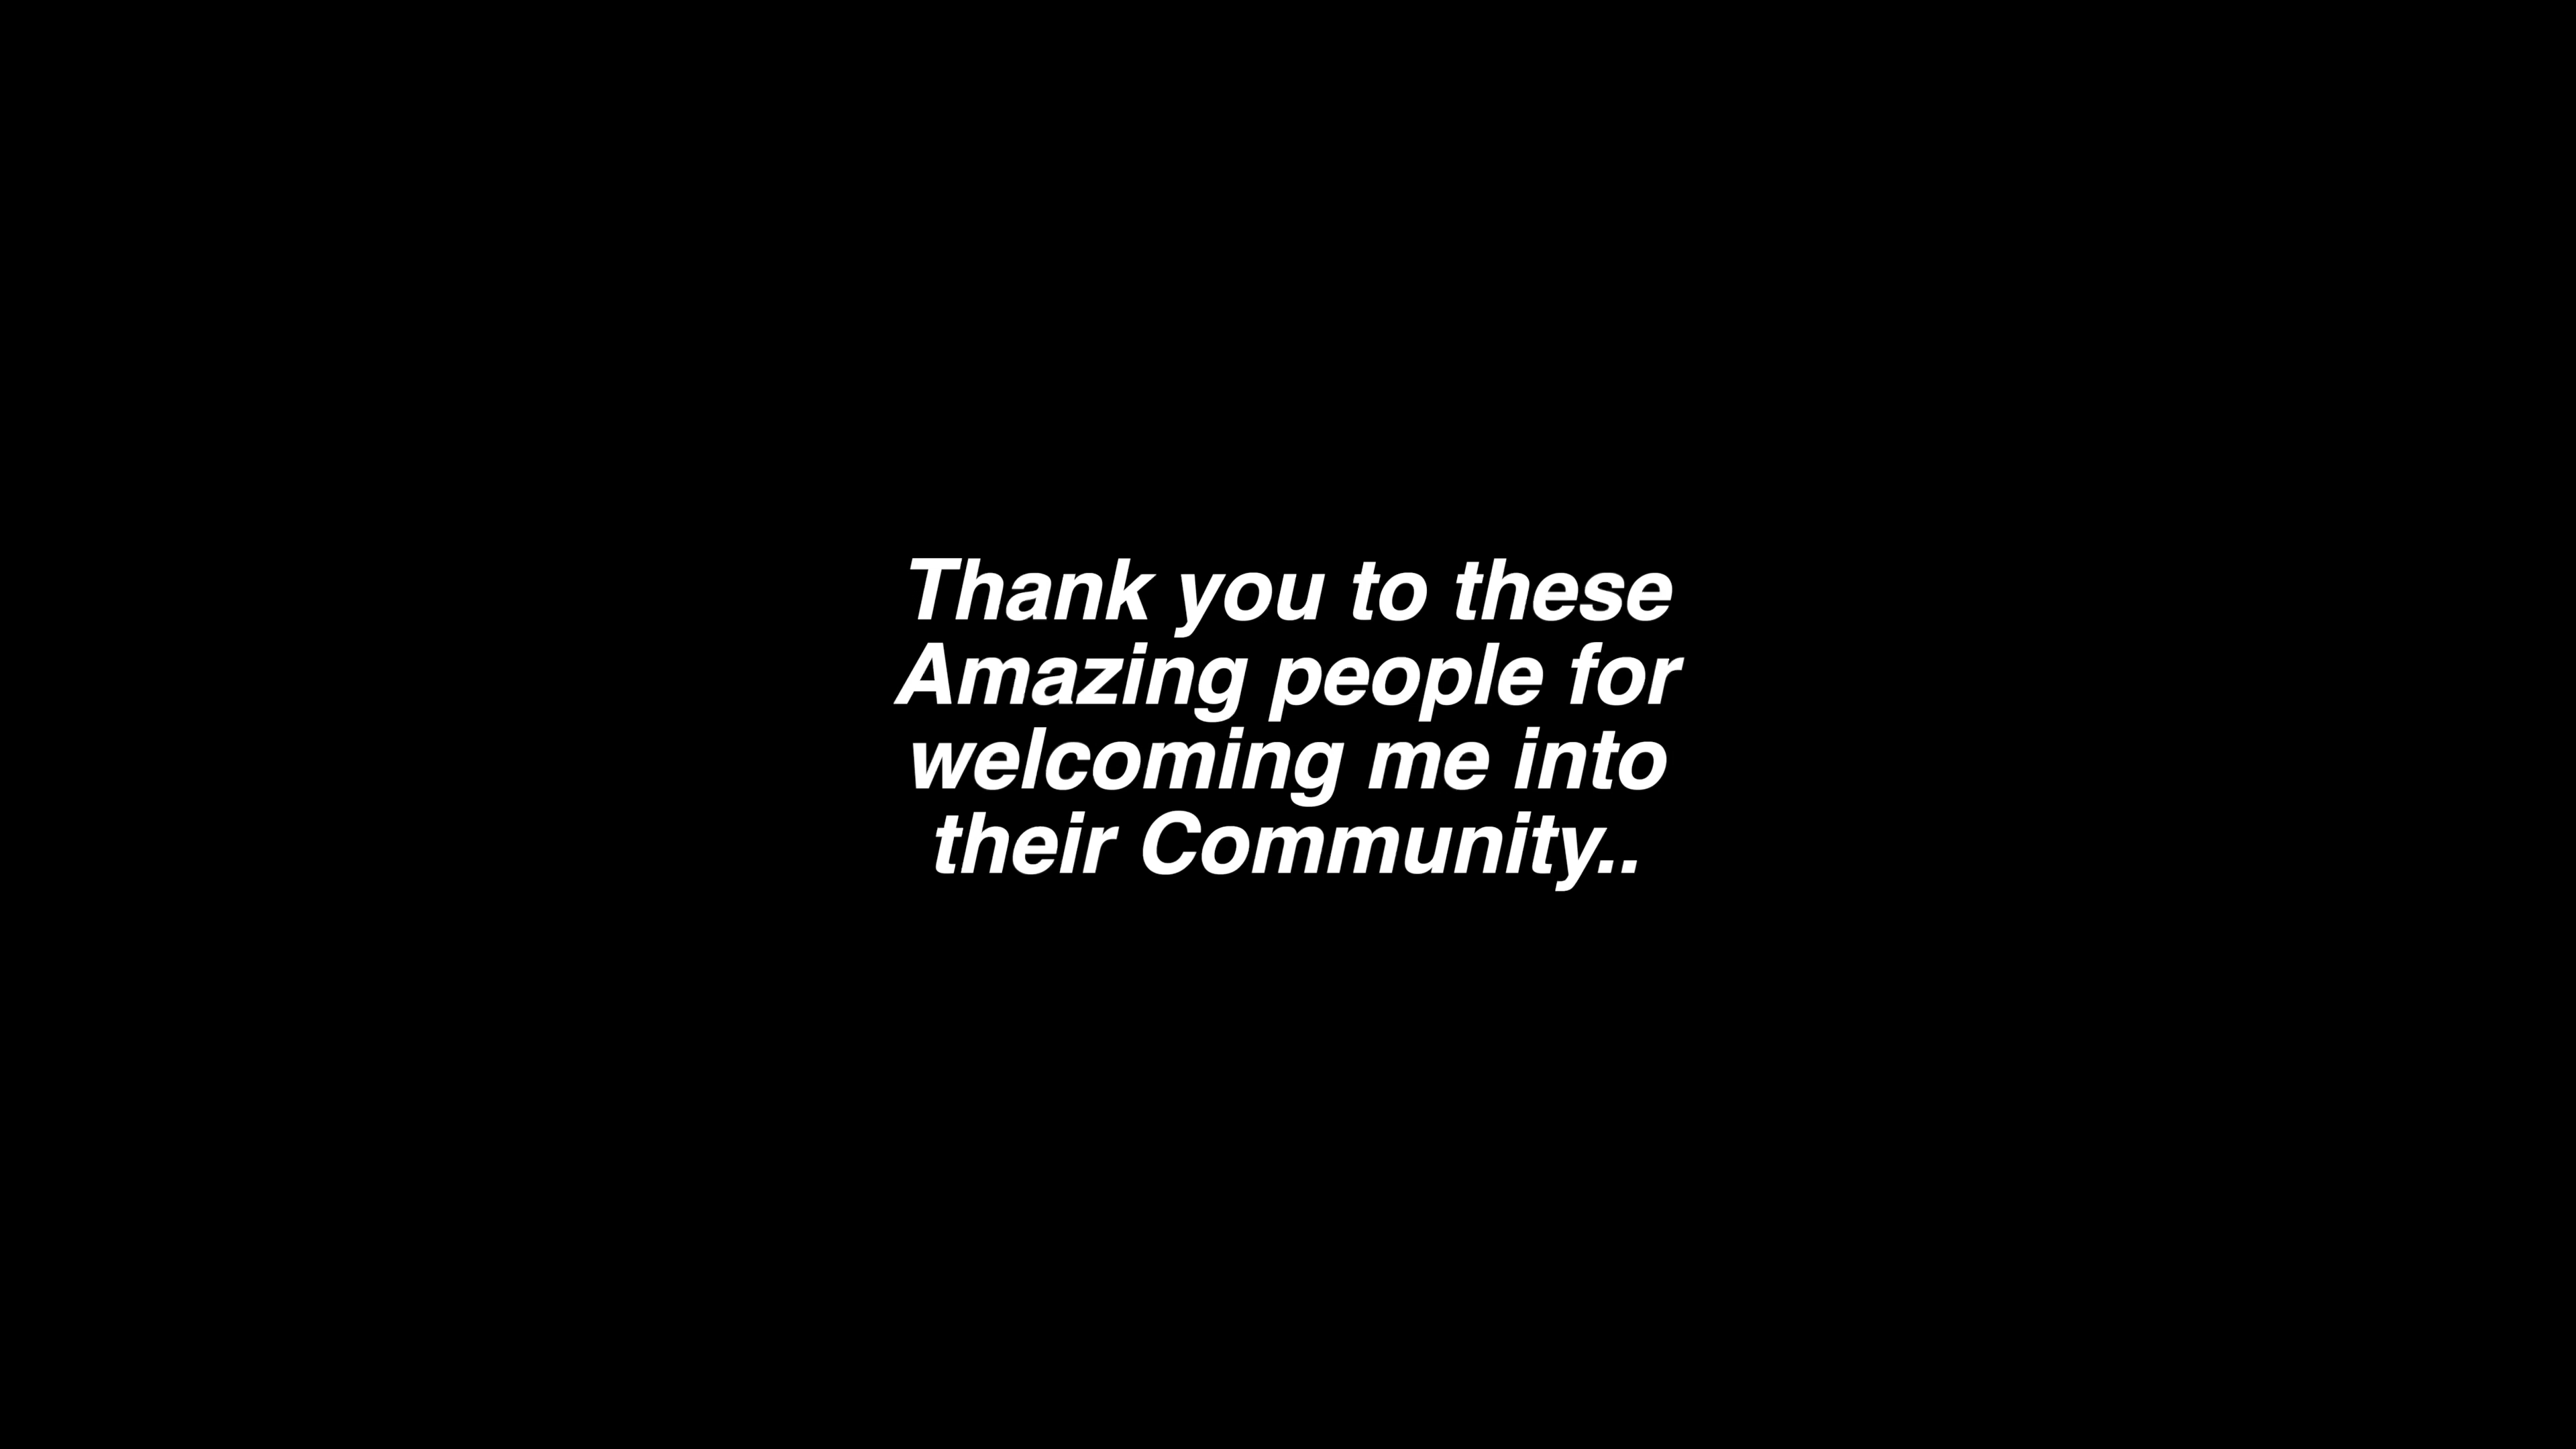 Thank you to these
Amazing people for
welcoming me into
their Community..